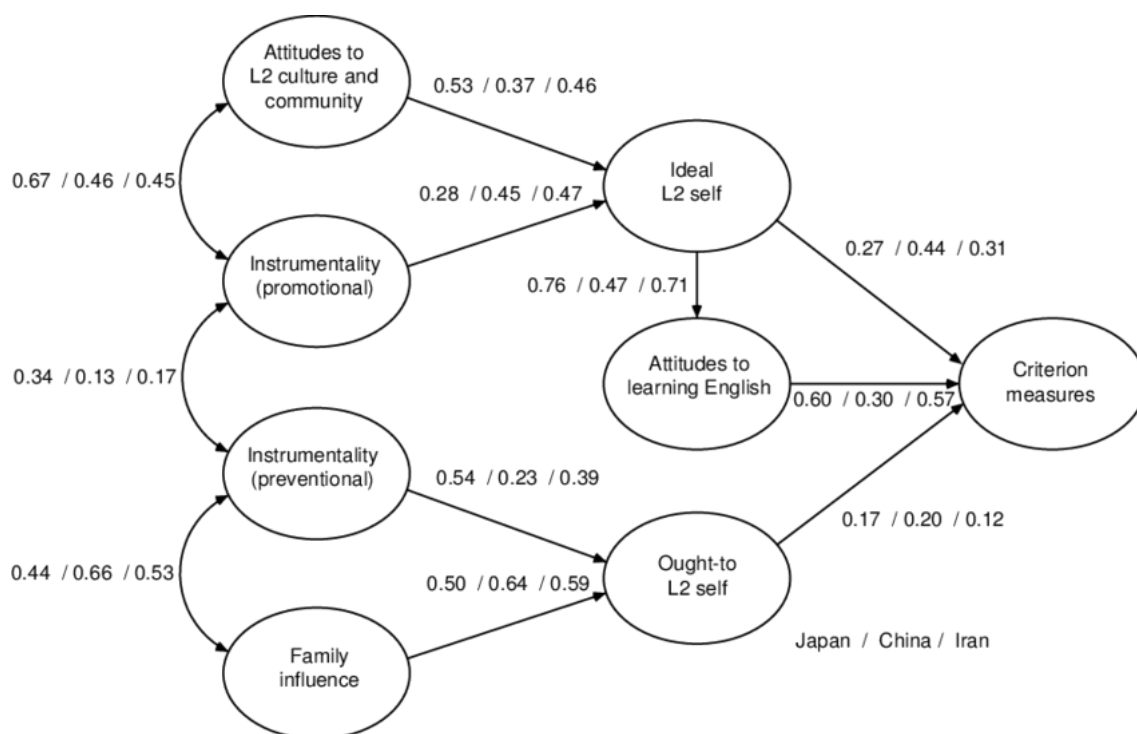 Attitudes to
L2 culture and
community
0.53 / 0.37 / 0.46
0.67 / 0.46 / 0.45
Ideal
L2 self
0.28 / 0.45 / 0.47
Instrumentality
(promotional)
0.27 / 0.44 / 0.31
0.76 / 0.47 / 0.71
0.34 / 0.13 / 0.17
Attitudes to
learning English
Criterion
measures
0.60 / 0.30 / 0.57
Instrumentality
(preventional)
0.54 / 0.23 / 0.39
0.17 / 0.20 / 0.12
0.44 / 0.66 / 0.53
0.50 / 0.64 / 0.59
Ought-to
L2 self
Japan / China / Iran
Family
influence